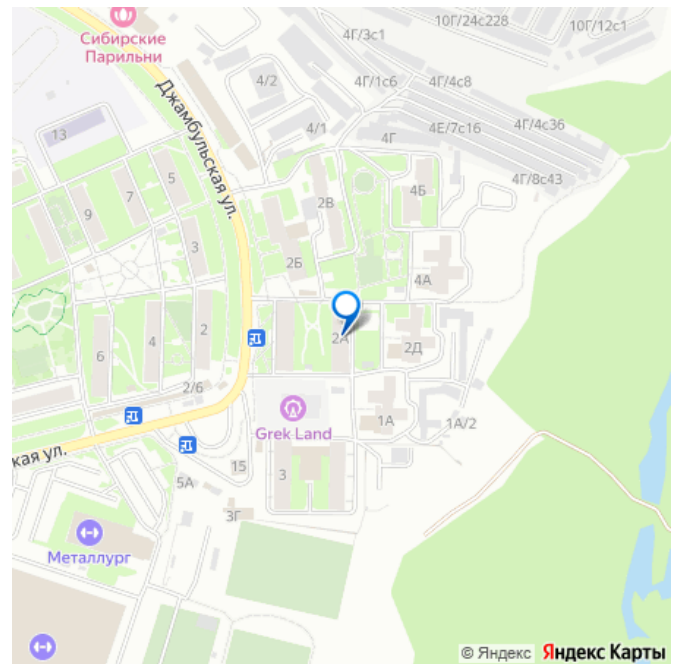 10Г/24с228
10Г/12с1
4Г/3с1
Сибирские
Парильни
4/2
4Г/1с6
4Г/4с8
Джамбульская ул.
13
4/1
4Г
4Е/7с16
4Г/4с36
5
4Г/8с43
7
9
2В
4Б
3
2Б
4А
2А
2
4
6
2Д
2/6
Grek Land
1А
1А/2
ская ул.
15
3
5А
3Г
Металлург
© Яндекс Яндекс Карты